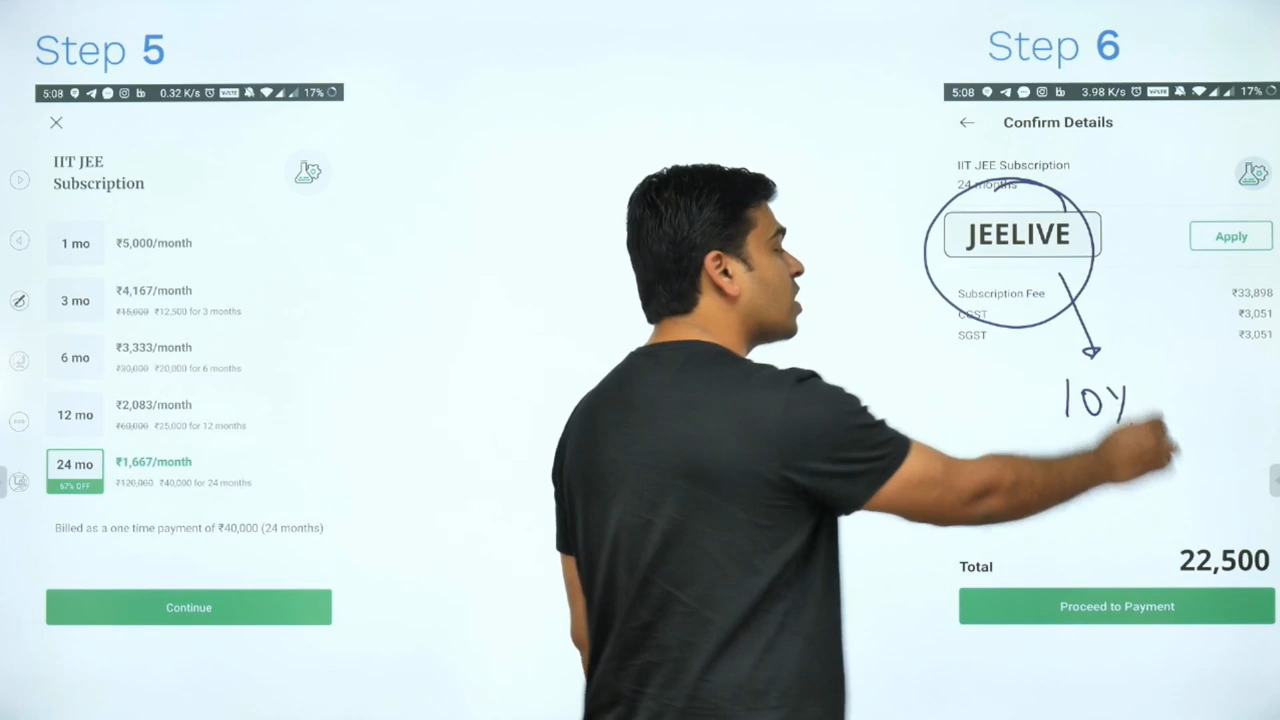 Step 5
5:08 0.32 K/s VoLTE 17%
IIT JEE
Subscription
1 mo ₹5,000/month
3 mo ₹4,167/month
₹15,000 ₹12,500 for 3 months
6 mo ₹3,333/month
₹30,000 ₹20,000 for 6 months
12 mo ₹2,083/month
₹60,000 ₹25,000 for 12 months
24 mo ₹1,667/month
67% OFF ₹120,000 ₹40,000 for 24 months
Billed as a one time payment of ₹40,000 (24 months)
Continue
Step 6
5:08 3.98 K/s VoLTE 17%
Confirm Details
IIT JEE Subscription
24 months
JEELIVE Apply
Subscription Fee ₹33,898
CGST ₹3,051
SGST ₹3,051
10
Total 22,500
Proceed to Payment